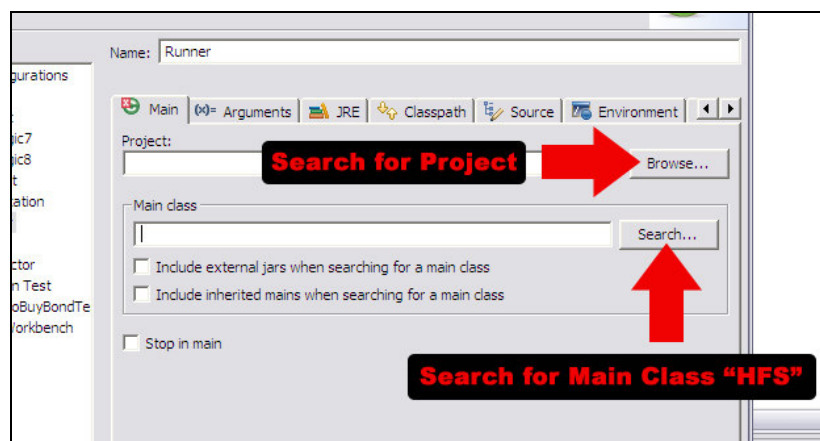 Name: Runner
gurations
Main (x)= Arguments JRE Classpath Source Environment
Project:
Search for Project
Browse...
ic7
ic8
t
ation
Main class
Search...
ctor
n Test
oBuyBondTe
Workbench
Include external jars when searching for a main class
Include inherited mains when searching for a main class
Stop in main
Search for Main Class “HFS”